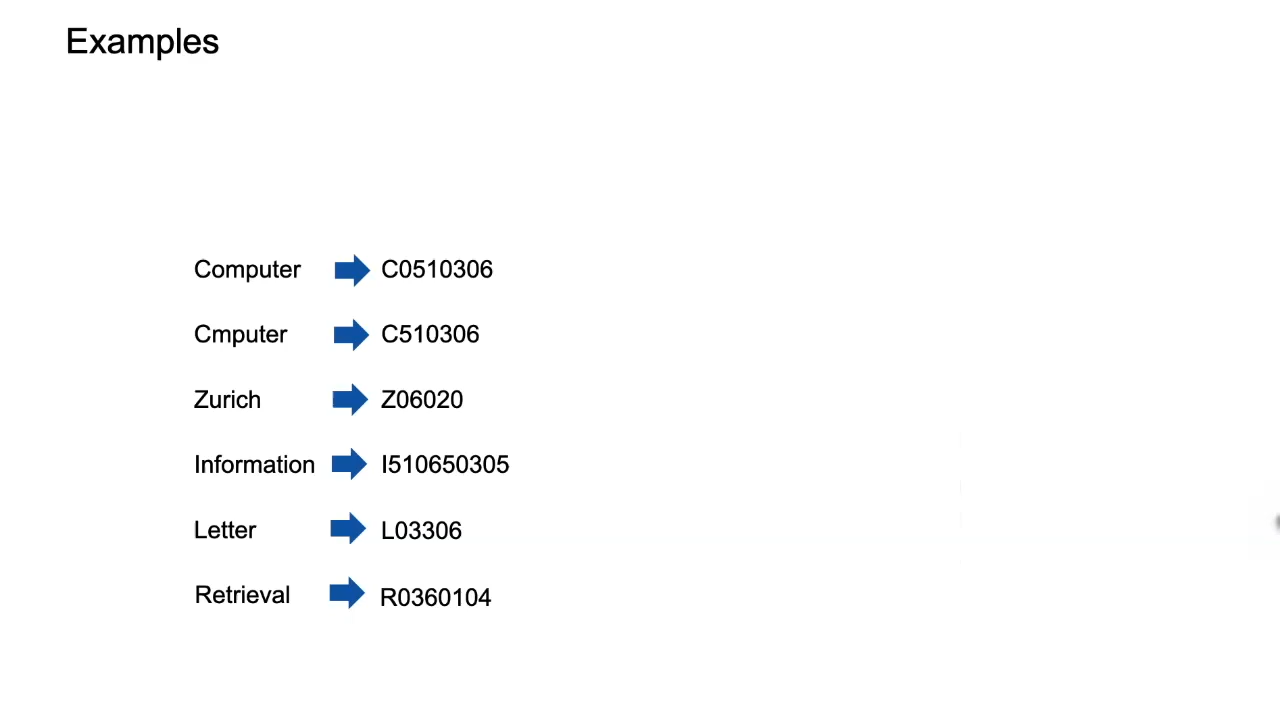 Examples
Computer C0510306
Cmputer C510306
Zurich Z06020
Information I510650305
Letter L03306
Retrieval R0360104